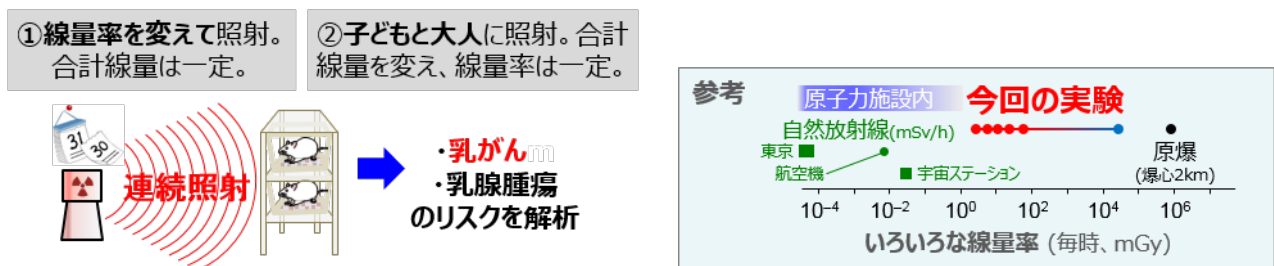 ①線量率を変えて照射。
合計線量は一定。
②子どもと大人に照射。合計
線量を変え、線量率は一定。
31
30
連続照射
・乳がんm
・乳腺腫瘍
のリスクを解析
参考
原子力施設内
今回の実験
自然放射線(mSv/h)
東京
航空機
宇宙ステーション
原爆
(爆心2km)
10⁻⁴ 10⁻² 10⁰ 10² 10⁴ 10⁶
いろいろな線量率 (毎時、mGy)